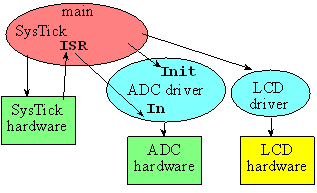 main
SysTick
ISR
Init
ADC driver
In
LCD
driver
SysTick
hardware
ADC
hardware
LCD
hardware